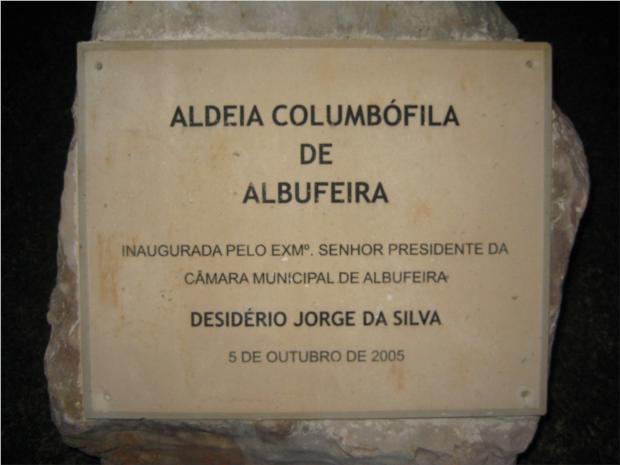 ALDEIA COLUMBÓFILA
DE
ALBUFEIRA
INAUGURADA PELO EXMº. SENHOR PRESIDENTE DA
CÂMARA MUNICIPAL DE ALBUFEIRA
DESIDÉRIO JORGE DA SILVA
5 DE OUTUBRO DE 2005